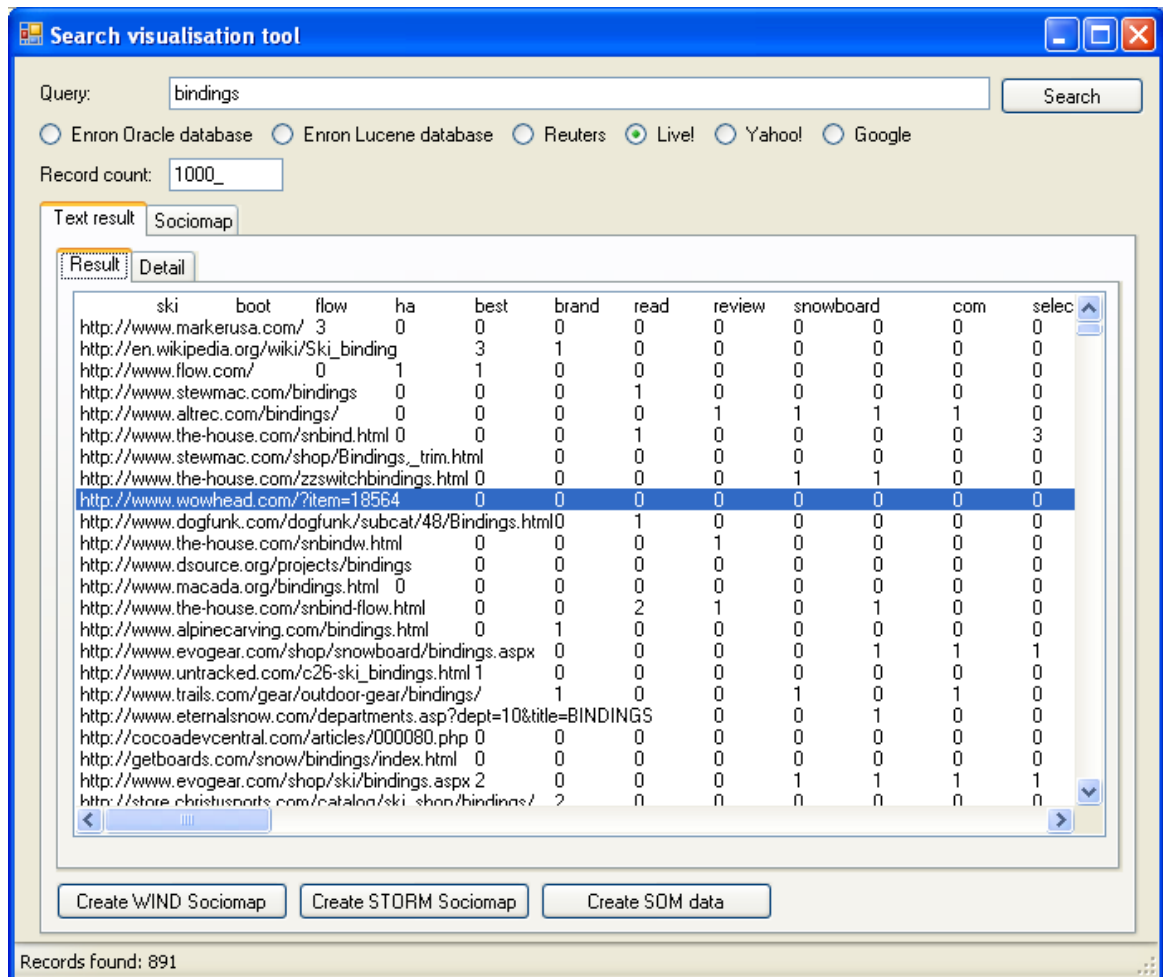 Search visualisation tool
Query: bindings Search
Enron Oracle database Enron Lucene database Reuters Live! Yahoo! Google
Record count: 1000_
Text result Sociomap
Result Detail
ski boot flow ha best brand read review snowboard com selec
http://www.markerusa.com/ 3 0 0 0 0 0 0 0 0 0
http://en.wikipedia.org/wiki/Ski_binding 3 1 0 0 0 0 0 0
http://www.flow.com/ 0 1 1 0 0 0 0 0 0 0
http://www.stewmac.com/bindings 0 0 0 1 0 0 0 0 0
http://www.altrec.com/bindings/ 0 0 0 0 1 1 1 1 0
http://www.the-house.com/snbind.html 0 0 0 1 0 0 0 0 3
http://www.stewmac.com/shop/Bindings,_trim.html 0 0 0 0 0 0 0
http://www.the-house.com/zzswitchbindings.html 0 0 0 0 1 1 0 0
http://www.wowhead.com/?item=18564 0 0 0 0 0 0 0 0
http://www.dogfunk.com/dogfunk/subcat/48/Bindings.html0 1 0 0 0 0 0
http://www.the-house.com/snbindw.html 0 0 0 1 0 0 0 0
http://www.dsource.org/projects/bindings 0 0 0 0 0 0 0 0
http://www.macada.org/bindings.html 0 0 0 0 0 0 0 0 0
http://www.the-house.com/snbind-flow.html 0 0 2 1 0 1 0 0
http://www.alpinecarving.com/bindings.html 0 1 0 0 0 0 0 0
http://www.evogear.com/shop/snowboard/bindings.aspx 0 0 0 0 1 1 1
http://www.untracked.com/c26-ski_bindings.html 1 0 0 0 0 0 0 0
http://www.trails.com/gear/outdoor-gear/bindings/ 1 0 0 1 0 1 0
http://www.eternalsnow.com/departments.asp?dept=10&title=BINDINGS 0 0 1 0 0
http://cocoadevcentral.com/articles/000080.php 0 0 0 0 0 0 0 0
http://getboards.com/snow/bindings/index.html 0 0 0 0 0 0 0 0
http://www.evogear.com/shop/ski/bindings.aspx 2 0 0 0 1 1 1 1
http://store.christysports.com/catalog/ski_shop/bindings/ 2 0 0 0 0 0 0
Create WIND Sociomap Create STORM Sociomap Create SOM data
Records found: 891